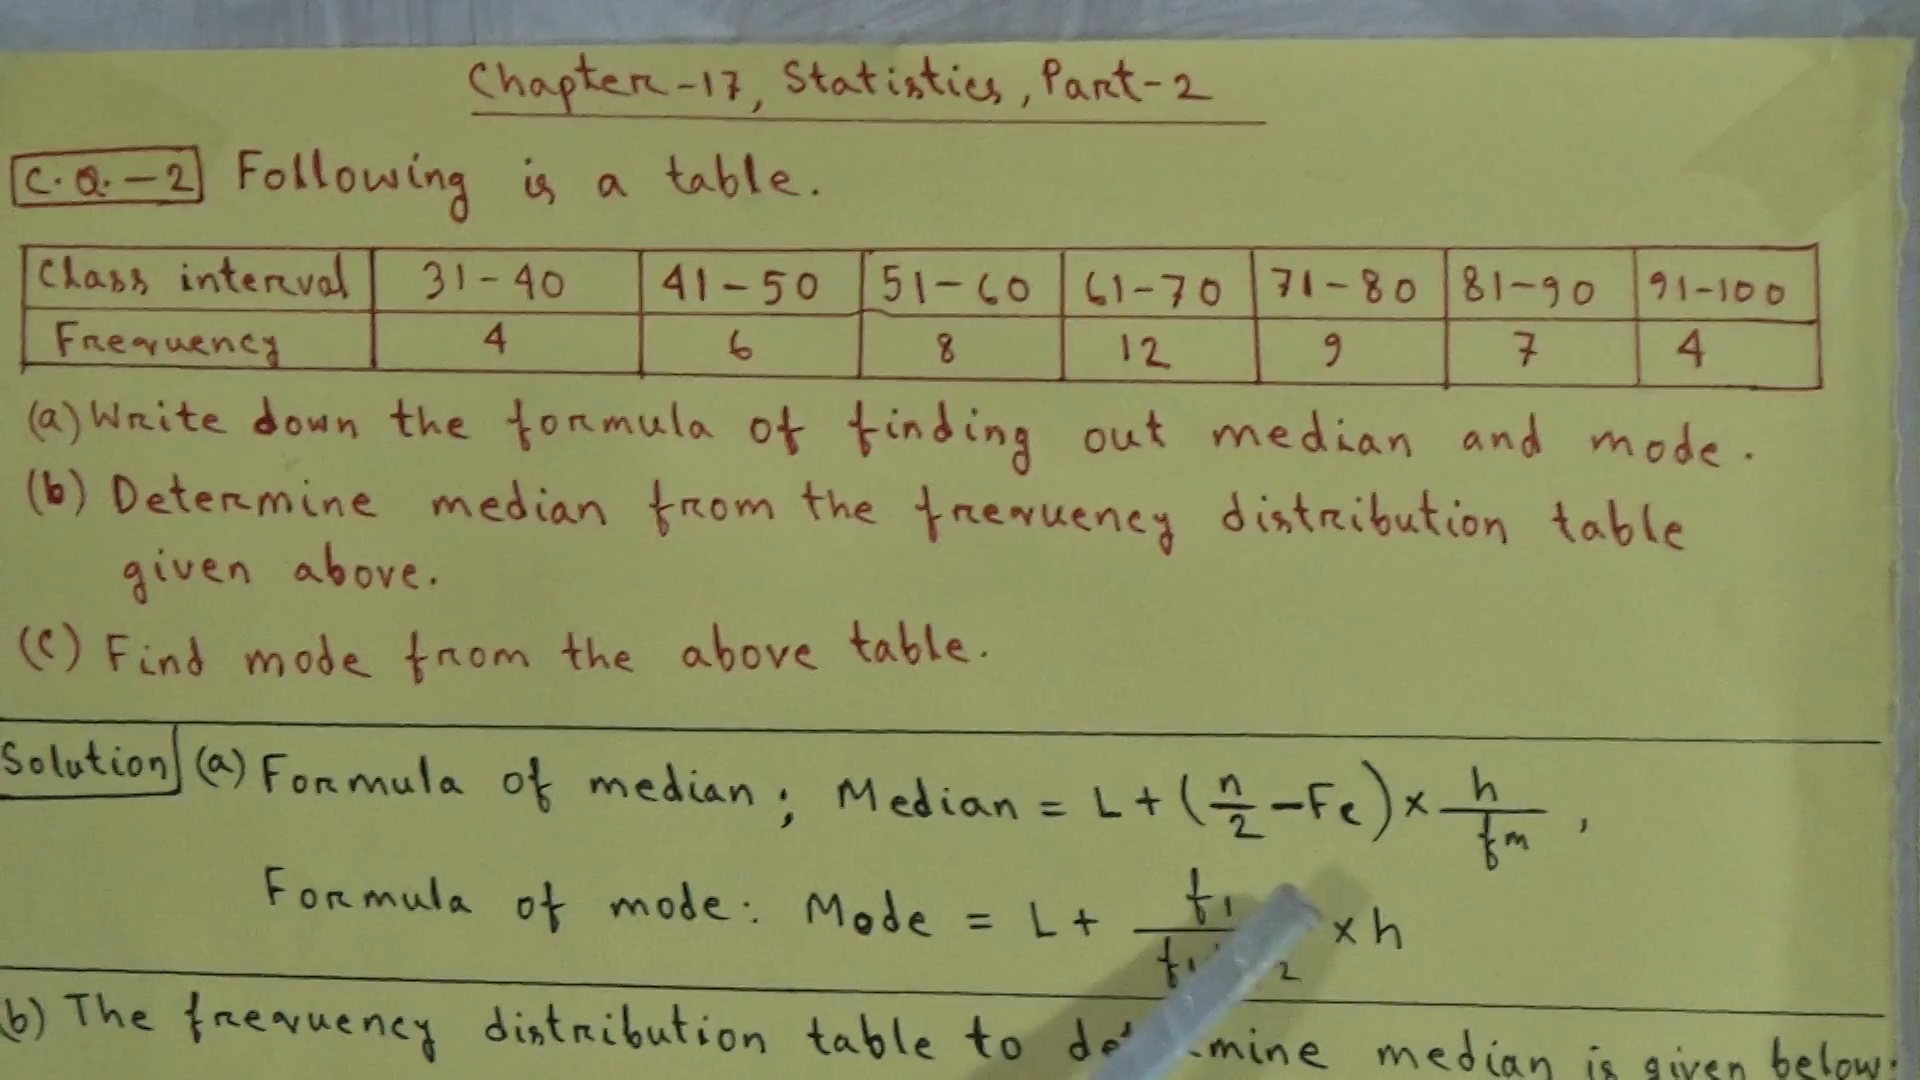 Chapter-17, Statistics, Part-2
C.Q.-2 Following is a table.
Class interval 31-40 41-50 51-60 61-70 71-80 81-90 91-100
Frequency 4 6 8 12 9 7 4
(a) Write down the formula of finding out median and mode.
(b) Determine median from the frequency distribution table
given above.
(c) Find mode from the above table.
Solution (a) Formula of median; Median = L + (n/2 - Fc) × h/fm,
Formula of mode: Mode = L + f1/f1 2 × h
b) The frequency distribution table to median is given below.